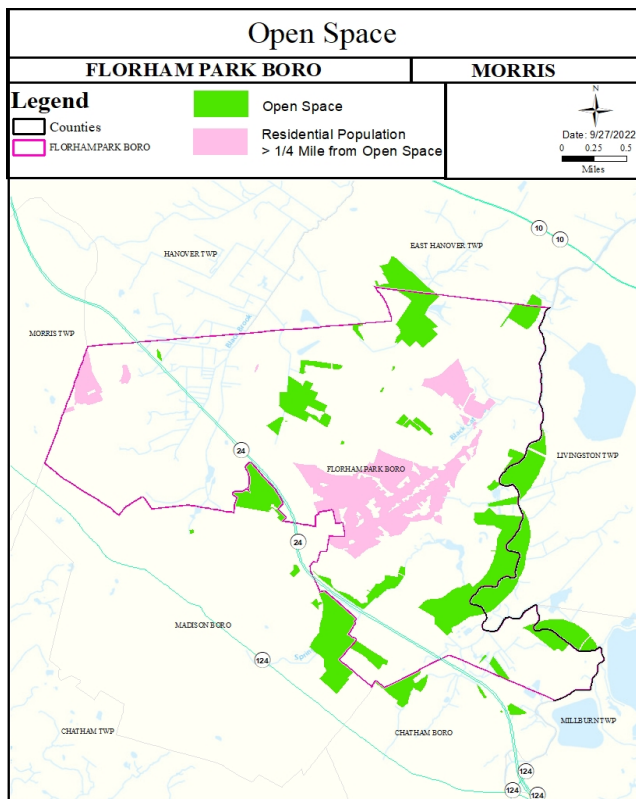 Open Space
FLORHAM PARK BORO
MORRIS
Legend
Counties
FLORHAM PARK BORO
Open Space
Residential Population
> 1/4 Mile from Open Space
N
Date: 9/27/2022
0 0.25 0.5
Miles
10
10
EAST HANOVER TWP
HANOVER TWP
MORRIS TWP
24
LIVINGSTON TWP
FLORHAM PARK BORO
24
MADISON BORO
124
CHATHAM TWP
CHATHAM BORO
MILLBURN TWP
124
124
124